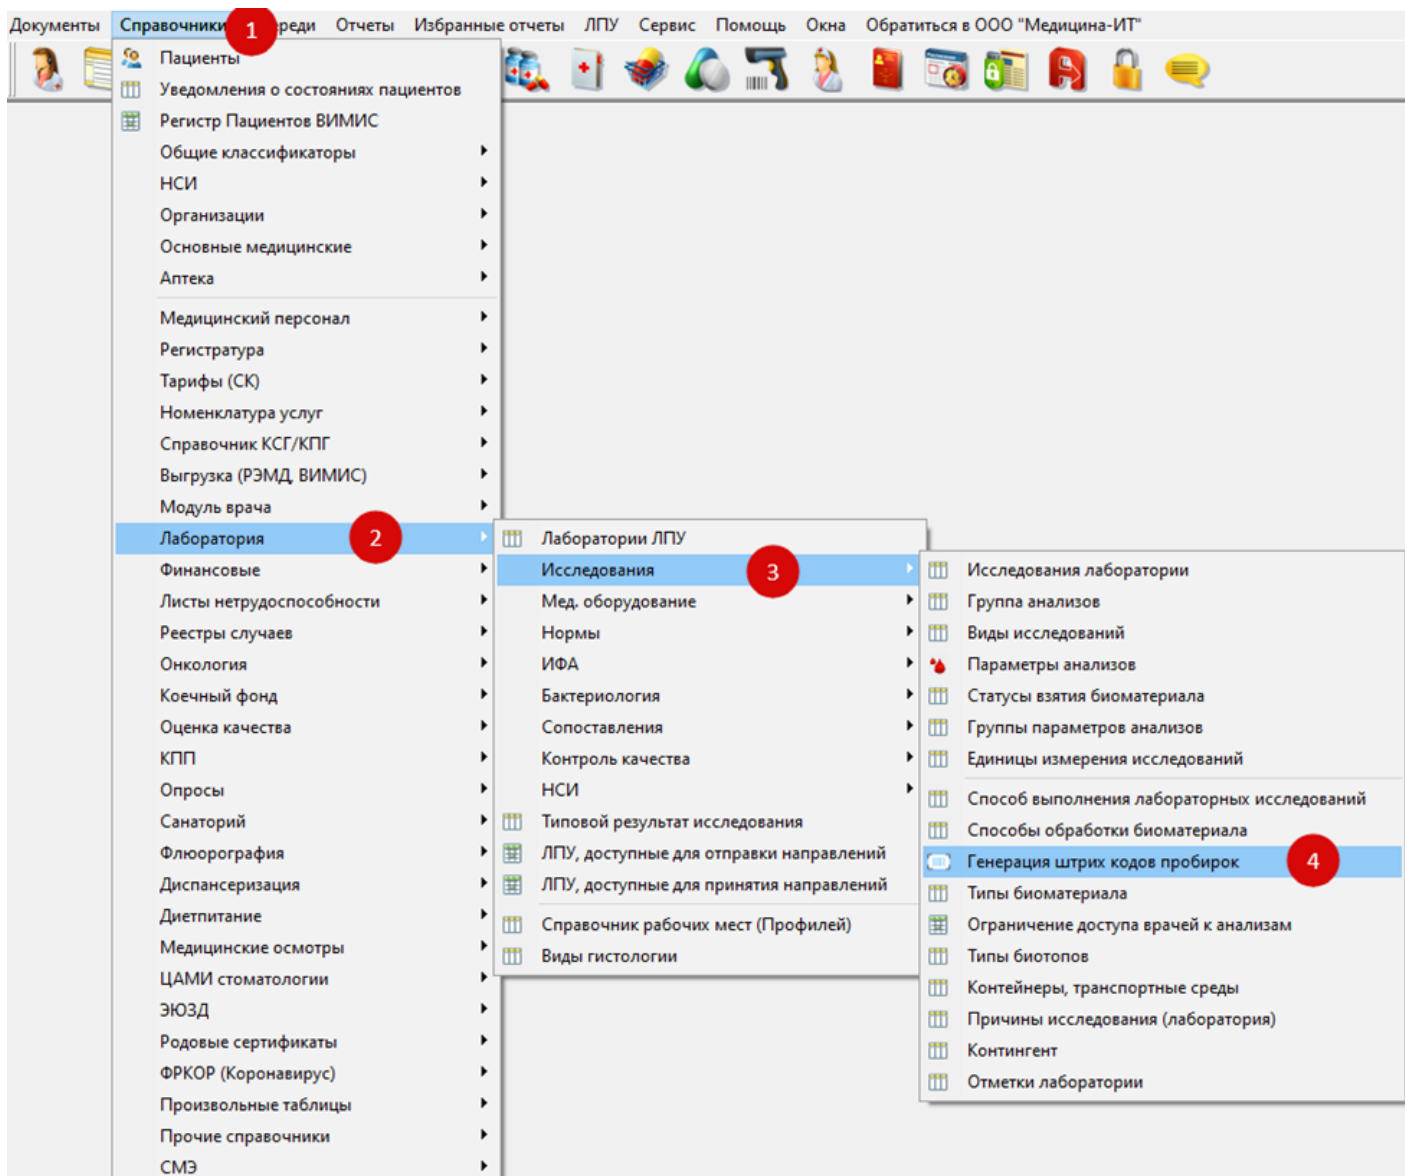 Документы Справочники 1 реди Отчеты Избранные отчеты ЛПУ Сервис Помощь Окна Обратиться в ООО "Медицина-ИТ"
Пациенты
Уведомления о состояниях пациентов
Регистр Пациентов ВИМИС
Общие классификаторы
НСИ
Организации
Основные медицинские
Аптека
Медицинский персонал
Регистратура
Тарифы (СК)
Номенклатура услуг
Справочник КСГ/КПГ
Выгрузка (РЭМД, ВИМИС)
Модуль врача
Лаборатория 2
Финансовые
Листы нетрудоспособности
Реестры случаев
Онкология
Коечный фонд
Оценка качества
КПП
Опросы
Санаторий
Флюорография
Диспансеризация
Диетпитание
Медицинские осмотры
ЦАМИ стоматологии
ЭЮЗД
Родовые сертификаты
ФРКОР (Коронавирус)
Произвольные таблицы
Прочие справочники
СМЭ
Лаборатории ЛПУ
Исследования 3
Мед. оборудование
Нормы
ИФА
Бактериология
Сопоставления
Контроль качества
НСИ
Типовой результат исследования
ЛПУ, доступные для отправки направлений
ЛПУ, доступные для принятия направлений
Справочник рабочих мест (Профилей)
Виды гистологии
Исследования лаборатории
Группа анализов
Виды исследований
Параметры анализов
Статусы взятия биоматериала
Группы параметров анализов
Единицы измерения исследований
Способ выполнения лабораторных исследований
Способы обработки биоматериала
Генерация штрих кодов пробирок 4
Типы биоматериала
Ограничение доступа врачей к анализам
Типы биотопов
Контейнеры, транспортные среды
Причины исследования (лаборатория)
Контингент
Отметки лаборатории